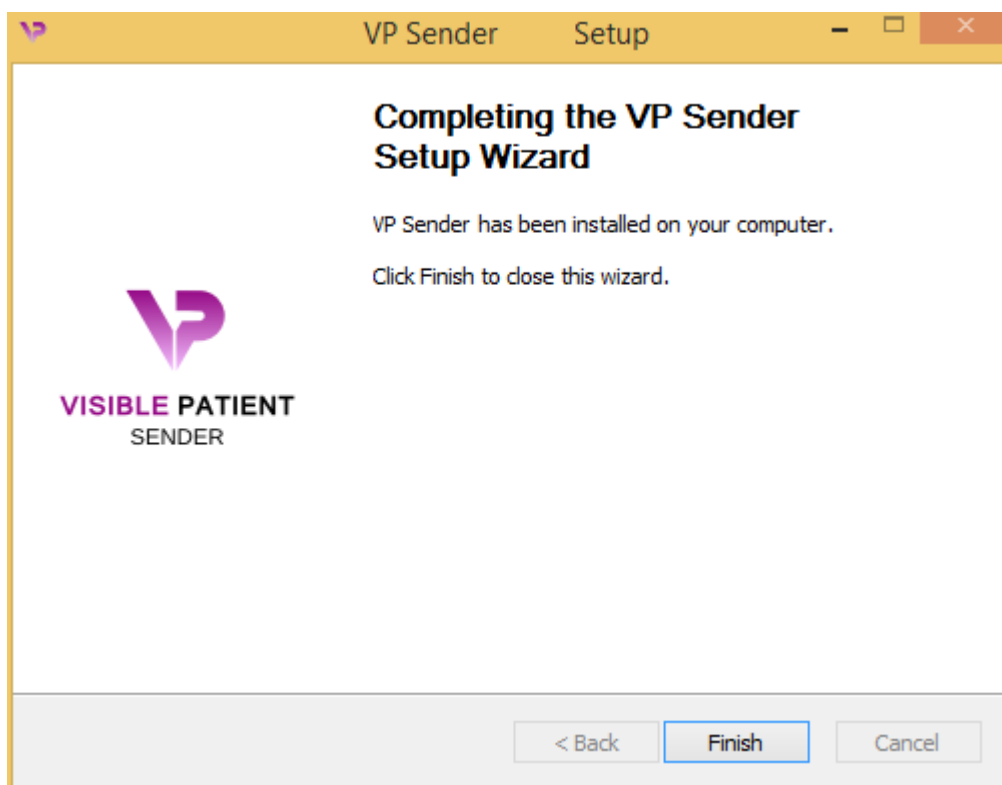 VP Sender Setup
Completing the VP Sender
Setup Wizard
VP Sender has been installed on your computer.
Click Finish to close this wizard.
VP
VISIBLE PATIENT
SENDER
< Back
Finish
Cancel